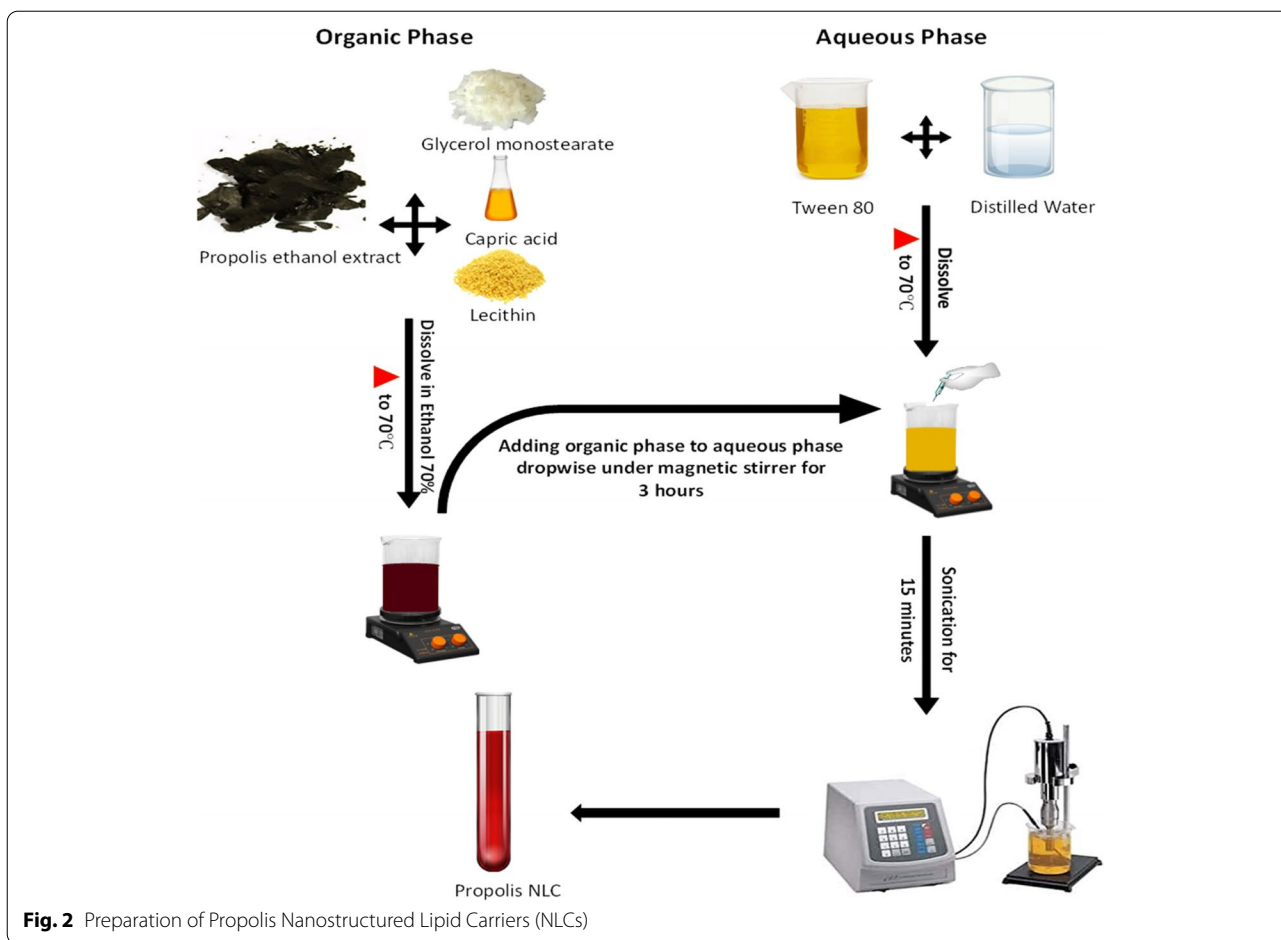 Organic Phase
Glycerol monostearate
Propolis ethanol extract
Capric acid
Lecithin
Dissolve in Ethanol 70%
to 70℃
Aqueous Phase
Tween 80
Distilled Water
Dissolve
to 70℃
Adding organic phase to aqueous phase
dropwise under magnetic stirrer for
3 hours
Sonication for
15 minutes
Propolis NLC
Fig. 2 Preparation of Propolis Nanostructured Lipid Carriers (NLCs)